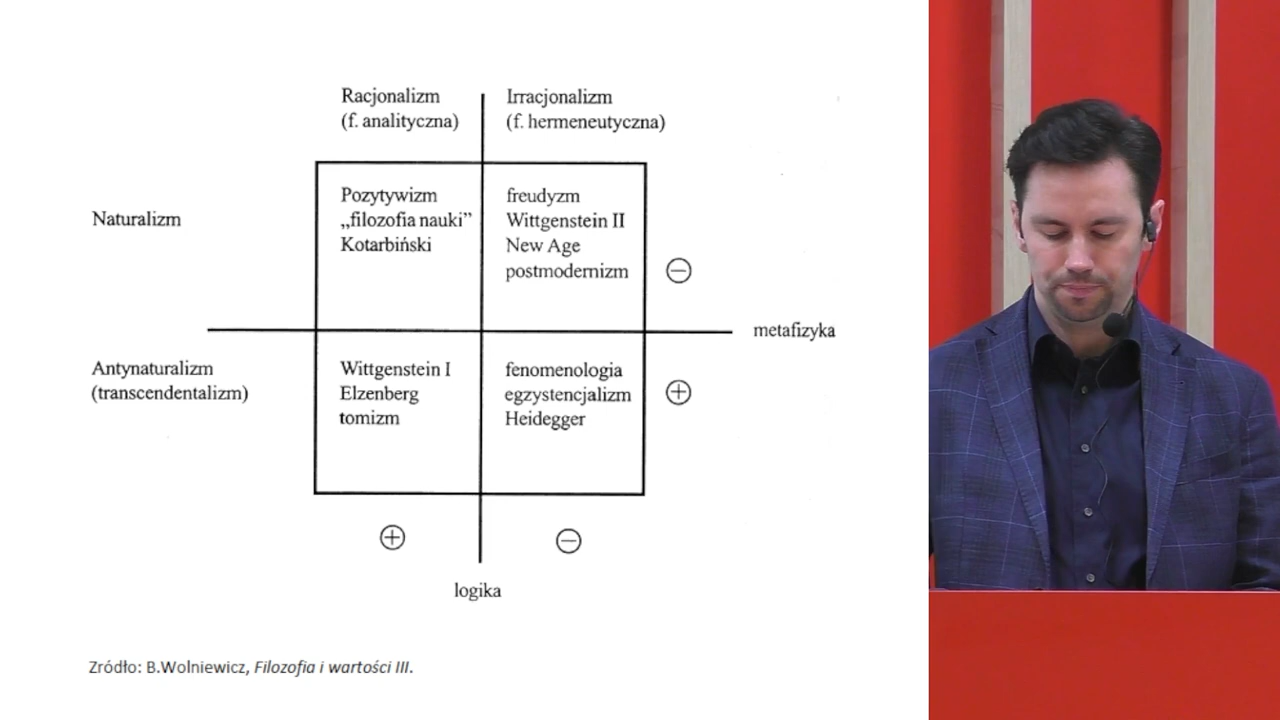 Racjonalizm
(f. analityczna)
Irracjonalizm
(f. hermeneutyczna)
Naturalizm
Pozytywizm
„filozofia nauki”
Kotarbiński
freudyzm
Wittgenstein II
New Age
postmodernizm
metafizyka
Antynaturalizm
(transcendentalizm)
Wittgenstein I
Elzenberg
tomizm
fenomenologia
egzystencjalizm
Heidegger
logika
Zródło: B.Wolniewicz, Filozofia i wartości III.